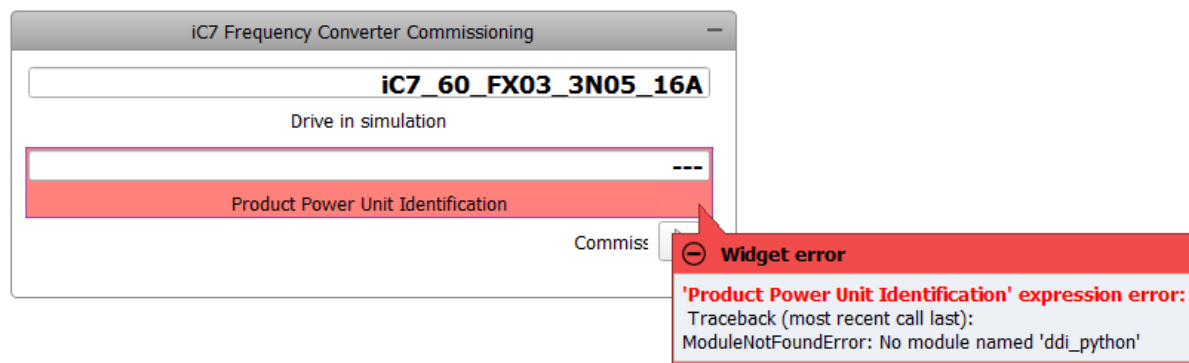 iC7 Frequency Converter Commissioning
iC7_60_FX03_3N05_16A
Drive in simulation
---
Product Power Unit Identification
Commiss
Widget error
'Product Power Unit Identification' expression error:
Traceback (most recent call last):
ModuleNotFoundError: No module named 'ddi_python'